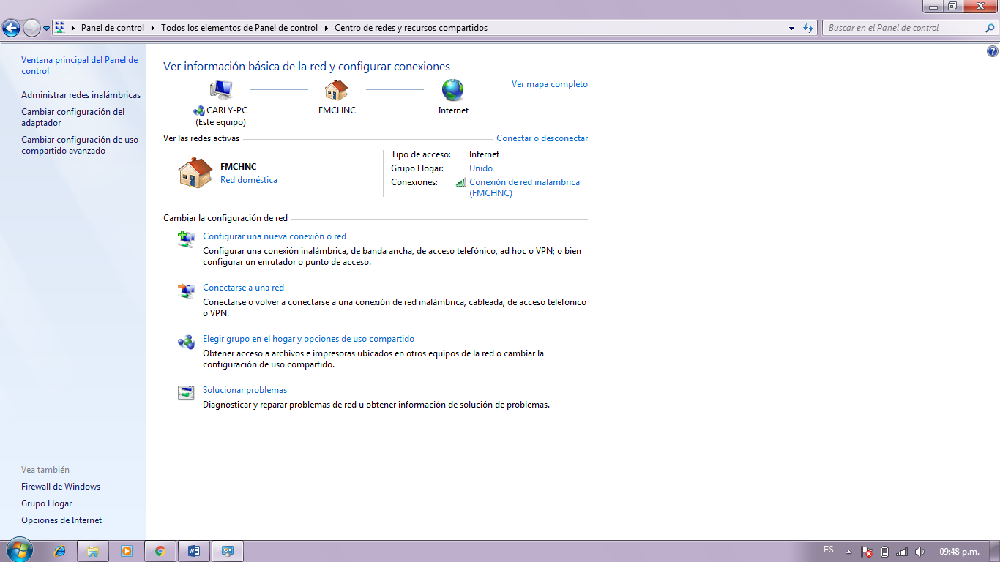 Panel de control
Todos los elementos de Panel de control
Centro de redes y recursos compartidos
Buscar en el Panel de control
Ventana principal del Panel de
control
Administrar redes inalámbricas
Cambiar configuración del
adaptador
Cambiar configuración de uso
compartido avanzado
Vea también
Firewall de Windows
Grupo Hogar
Opciones de Internet
Ver información básica de la red y configurar conexiones
Ver mapa completo
CARLY-PC
(Este equipo)
FMCHNC
Internet
Ver las redes activas
Conectar o desconectar
FMCHNC
Red doméstica
Tipo de acceso: Internet
Grupo Hogar: Unido
Conexiones: Conexión de red inalámbrica
(FMCHNC)
Cambiar la configuración de red
Configurar una nueva conexión o red
Configurar una conexión inalámbrica, de banda ancha, de acceso telefónico, ad hoc o VPN; o bien
configurar un enrutador o punto de acceso.
Conectarse a una red
Conectarse o volver a conectarse a una conexión de red inalámbrica, cableada, de acceso telefónico
o VPN.
Elegir grupo en el hogar y opciones de uso compartido
Obtener acceso a archivos e impresoras ubicados en otros equipos de la red o cambiar la
configuración de uso compartido.
Solucionar problemas
Diagnosticar y reparar problemas de red u obtener información de solución de problemas.
ES
09:48 p.m.